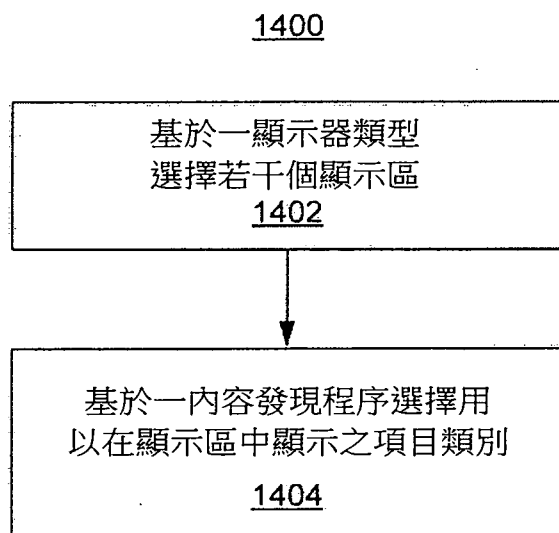 1400
基於一顯示器類型
選擇若干個顯示區
1402
基於一內容發現程序選擇用
以在顯示區中顯示之項目類別
1404